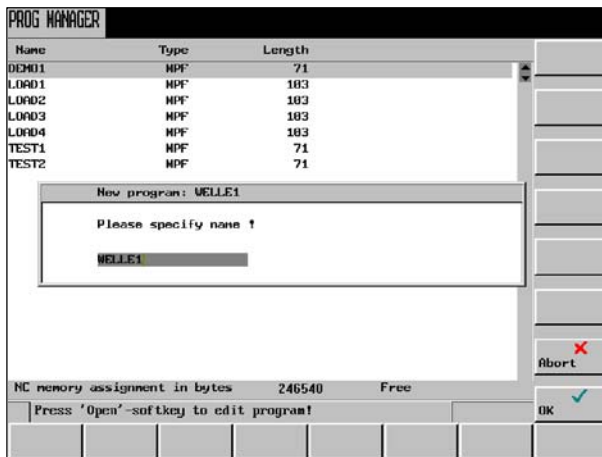 PROG MANAGER
Name Type Length
DEMO1 MPF 71
LOAD1 MPF 103
LOAD2 MPF 103
LOAD3 MPF 103
LOAD4 MPF 103
TEST1 MPF 71
TEST2 MPF 71
New program: WELLE1
Please specify name !
WELLE1
Abort
NC memory assignment in bytes 246540 Free
Press 'Open'-softkey to edit program!
OK